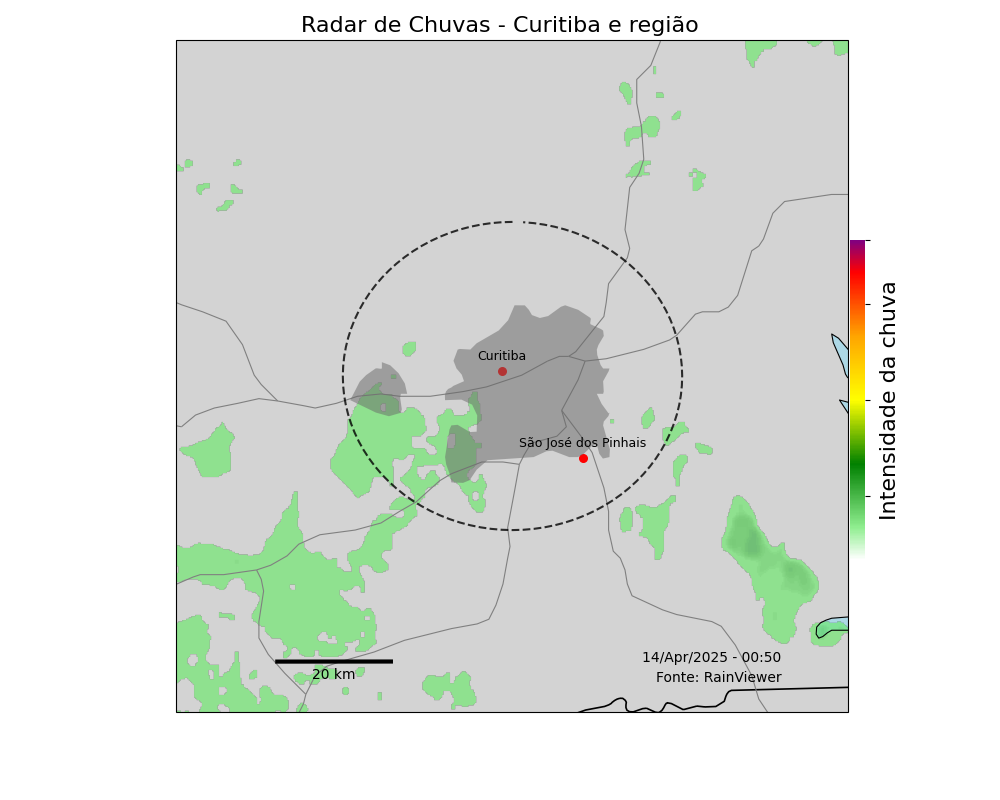 Radar de Chuvas - Curitiba e região
Curitiba
São José dos Pinhais
Intensidade da chuva
14/Apr/2025 - 00:50
Fonte: RainViewer
20 km